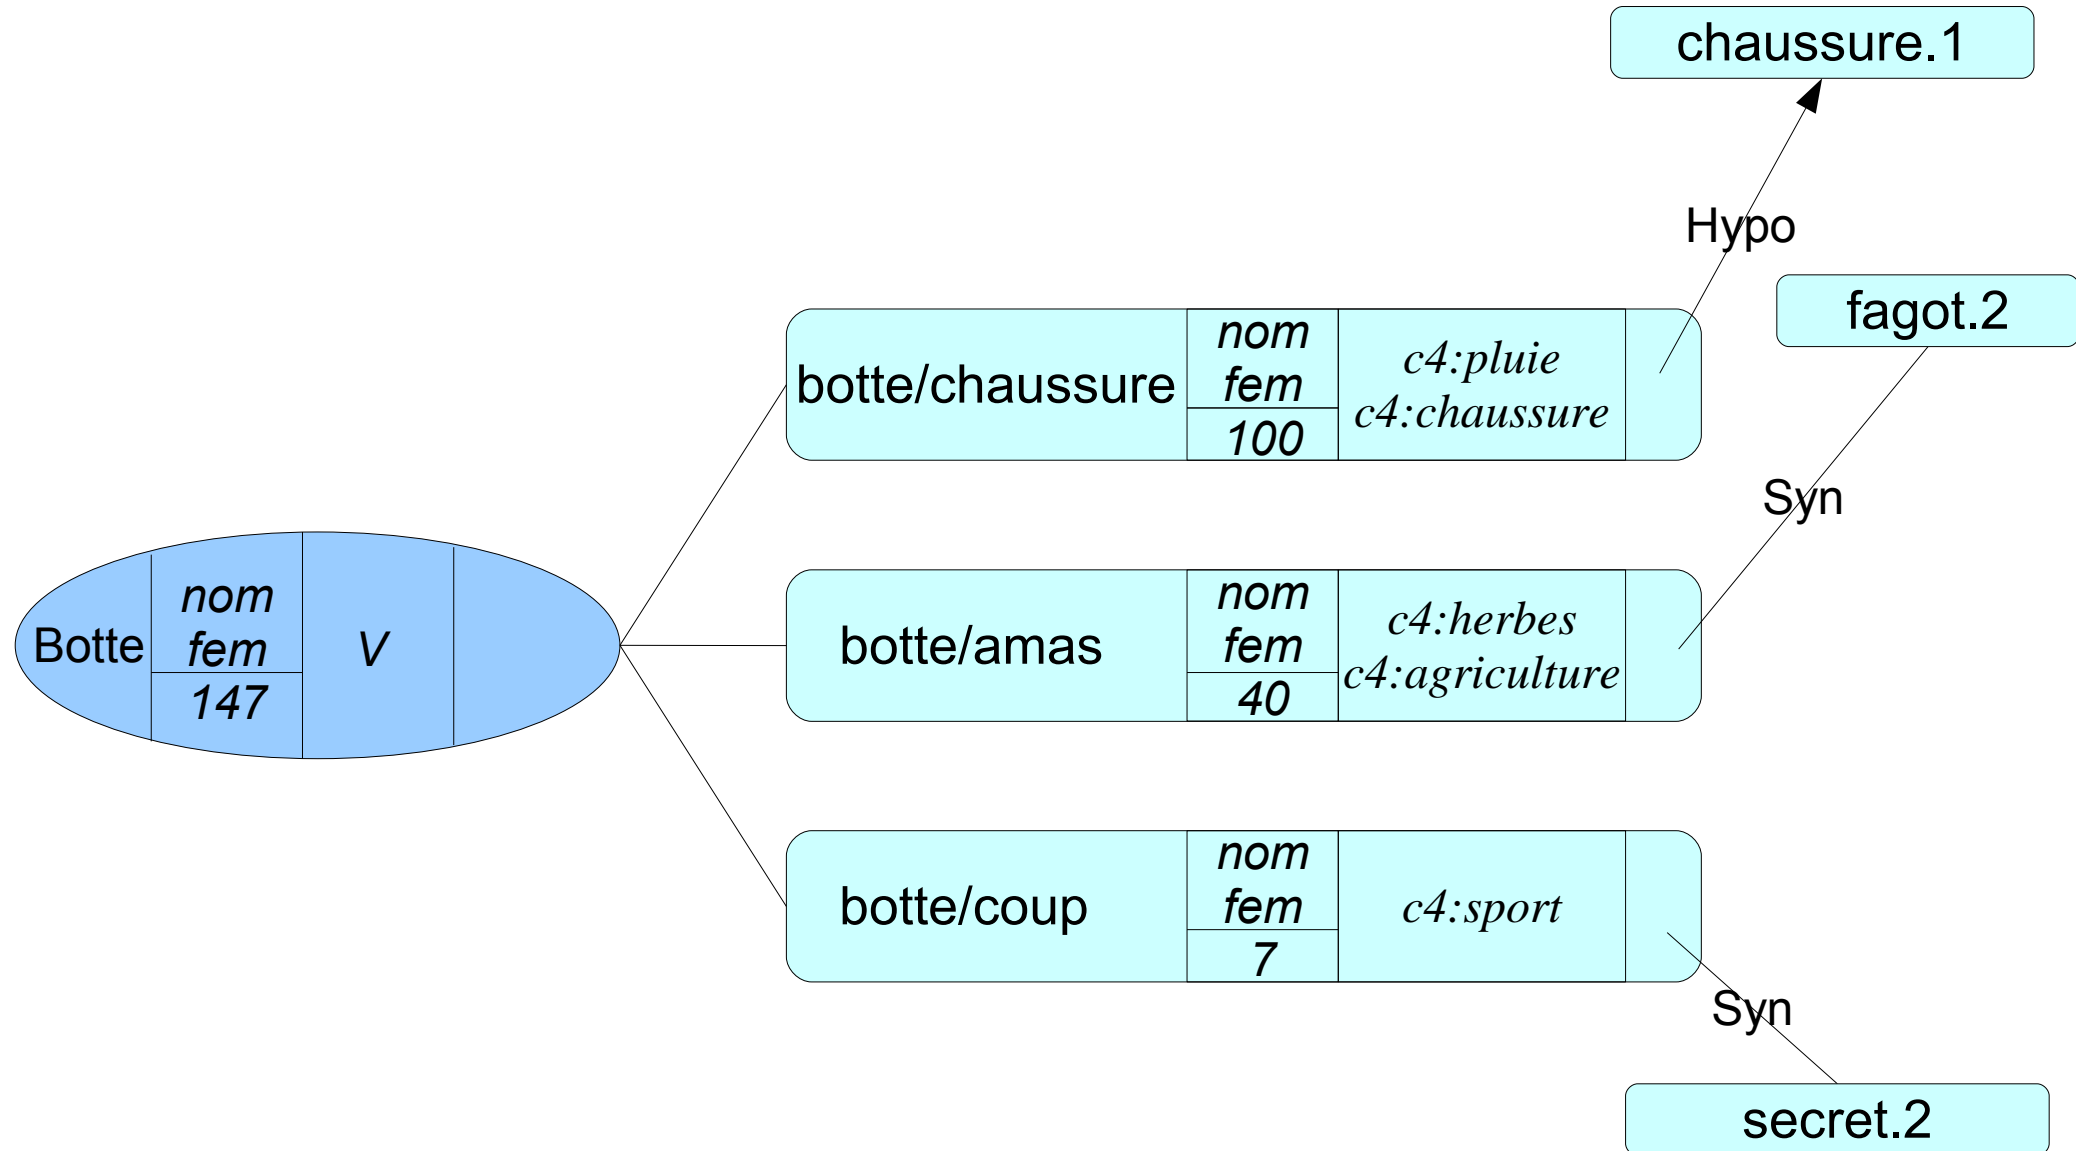 chaussure.1
Hypo
fagot.2
botte/chaussure
nom
fem
100
c4:pluie
c4:chaussure
Syn
Botte
nom
fem
147
V
botte/amas
nom
fem
40
c4:herbes
c4:agriculture
botte/coup
nom
fem
7
c4:sport
Syn
secret.2